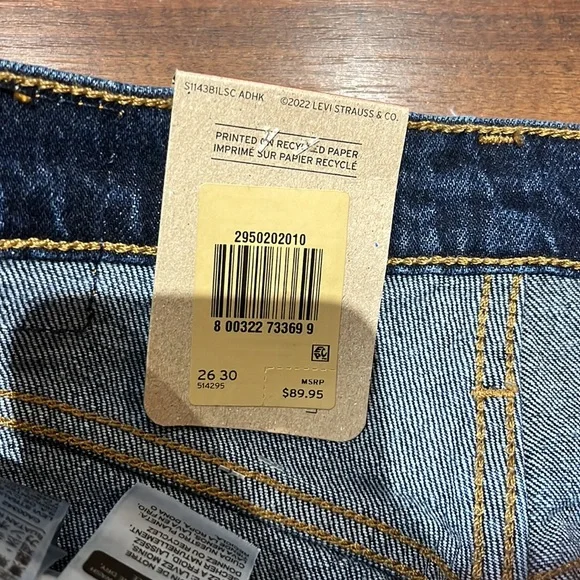 S1143B1LSC ADHK ©2022 LEVI STRAUSS & CO.
PRINTED ON RECYCLED PAPER
IMPRIMÉ SUR PAPIER RECYCLÉ
2950202010
8 00322 73369 9
26 30
514295
MSRP
$89.95